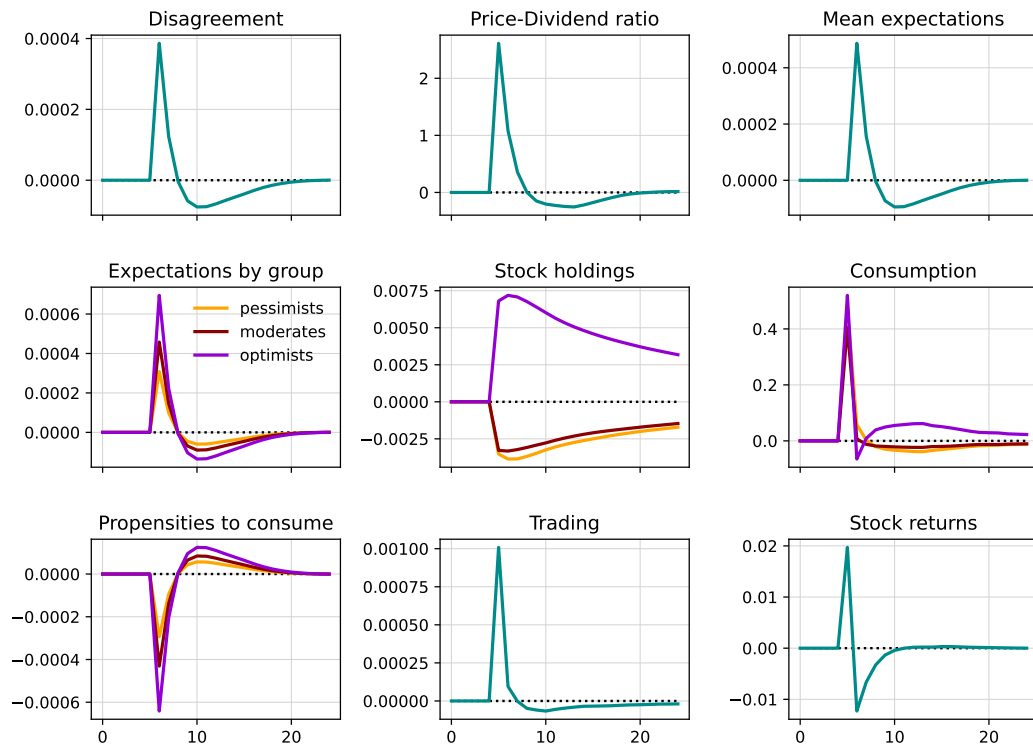 Disagreement
0.0004
0.0002
0.0000
Price-Dividend ratio
2
1
0
Mean expectations
0.0004
0.0002
0.0000
Expectations by group
0.0006
0.0004
0.0002
0.0000
pessimists
moderates
optimists
Stock holdings
0.0075
0.0050
0.0025
0.0000
−0.0025
Consumption
0.4
0.2
0.0
Propensities to consume
0.0000
−0.0002
−0.0004
−0.0006
0 10 20
Trading
0.00100
0.00075
0.00050
0.00025
0.00000
0 10 20
Stock returns
0.02
0.01
0.00
−0.01
0 10 20